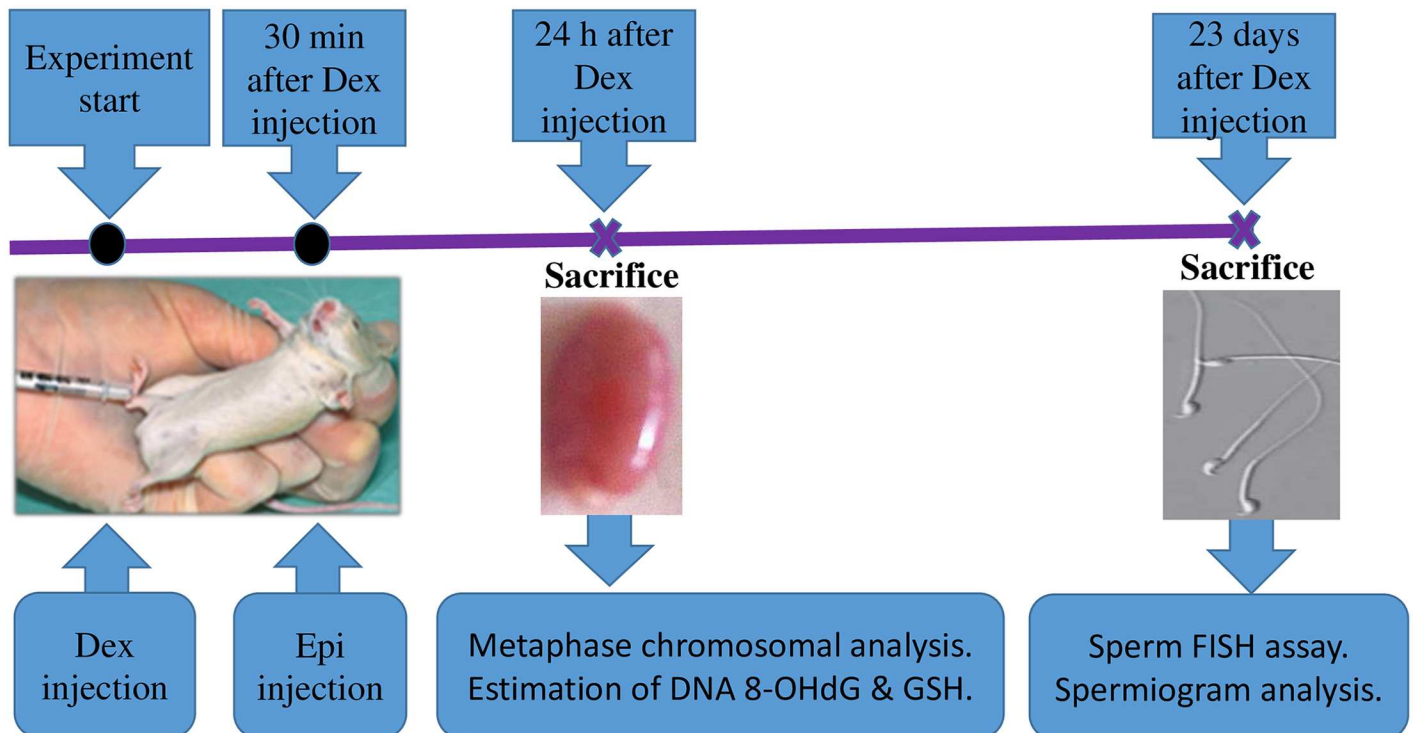 Experiment
start
30 min
after Dex
injection
24 h after
Dex
injection
23 days
after Dex
injection
Sacrifice
Sacrifice
Dex
injection
Epi
injection
Metaphase chromosomal analysis.
Estimation of DNA 8-OHdG & GSH.
Sperm FISH assay.
Spermiogram analysis.